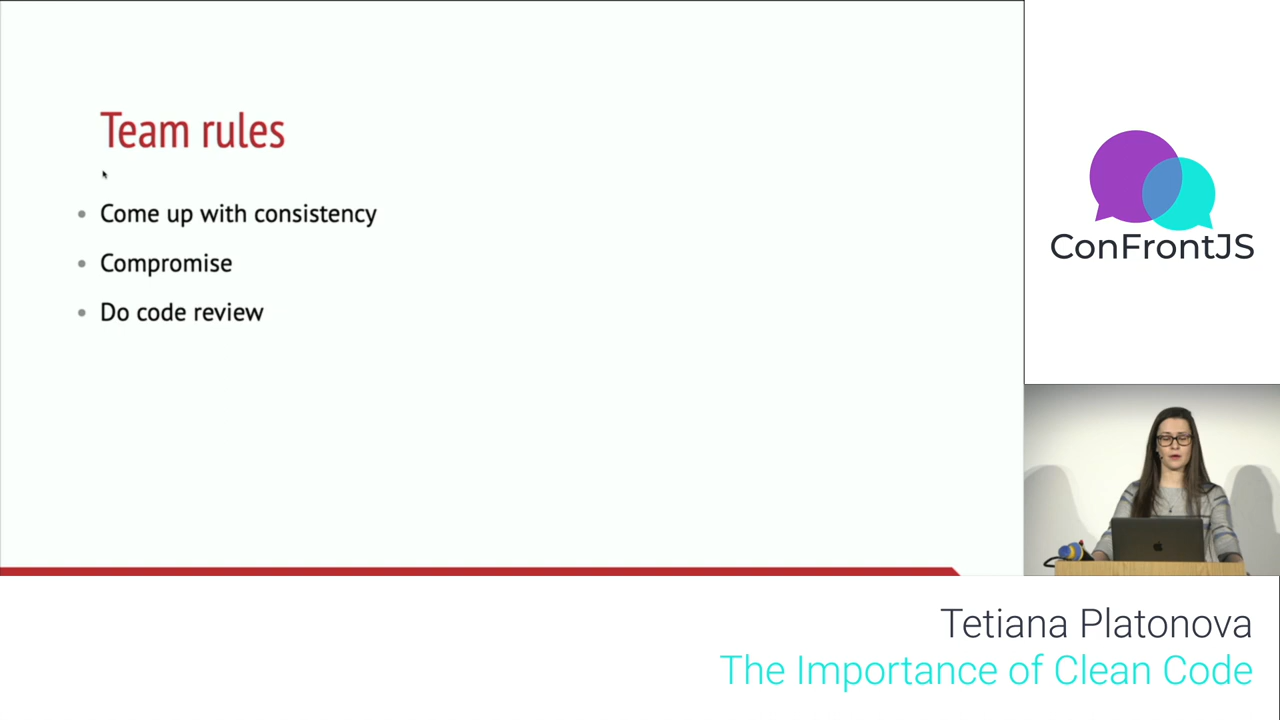 Team rules
Come up with consistency
Compromise
Do code review
ConFrontJS
Tetiana Platonova
The Importance of Clean Code